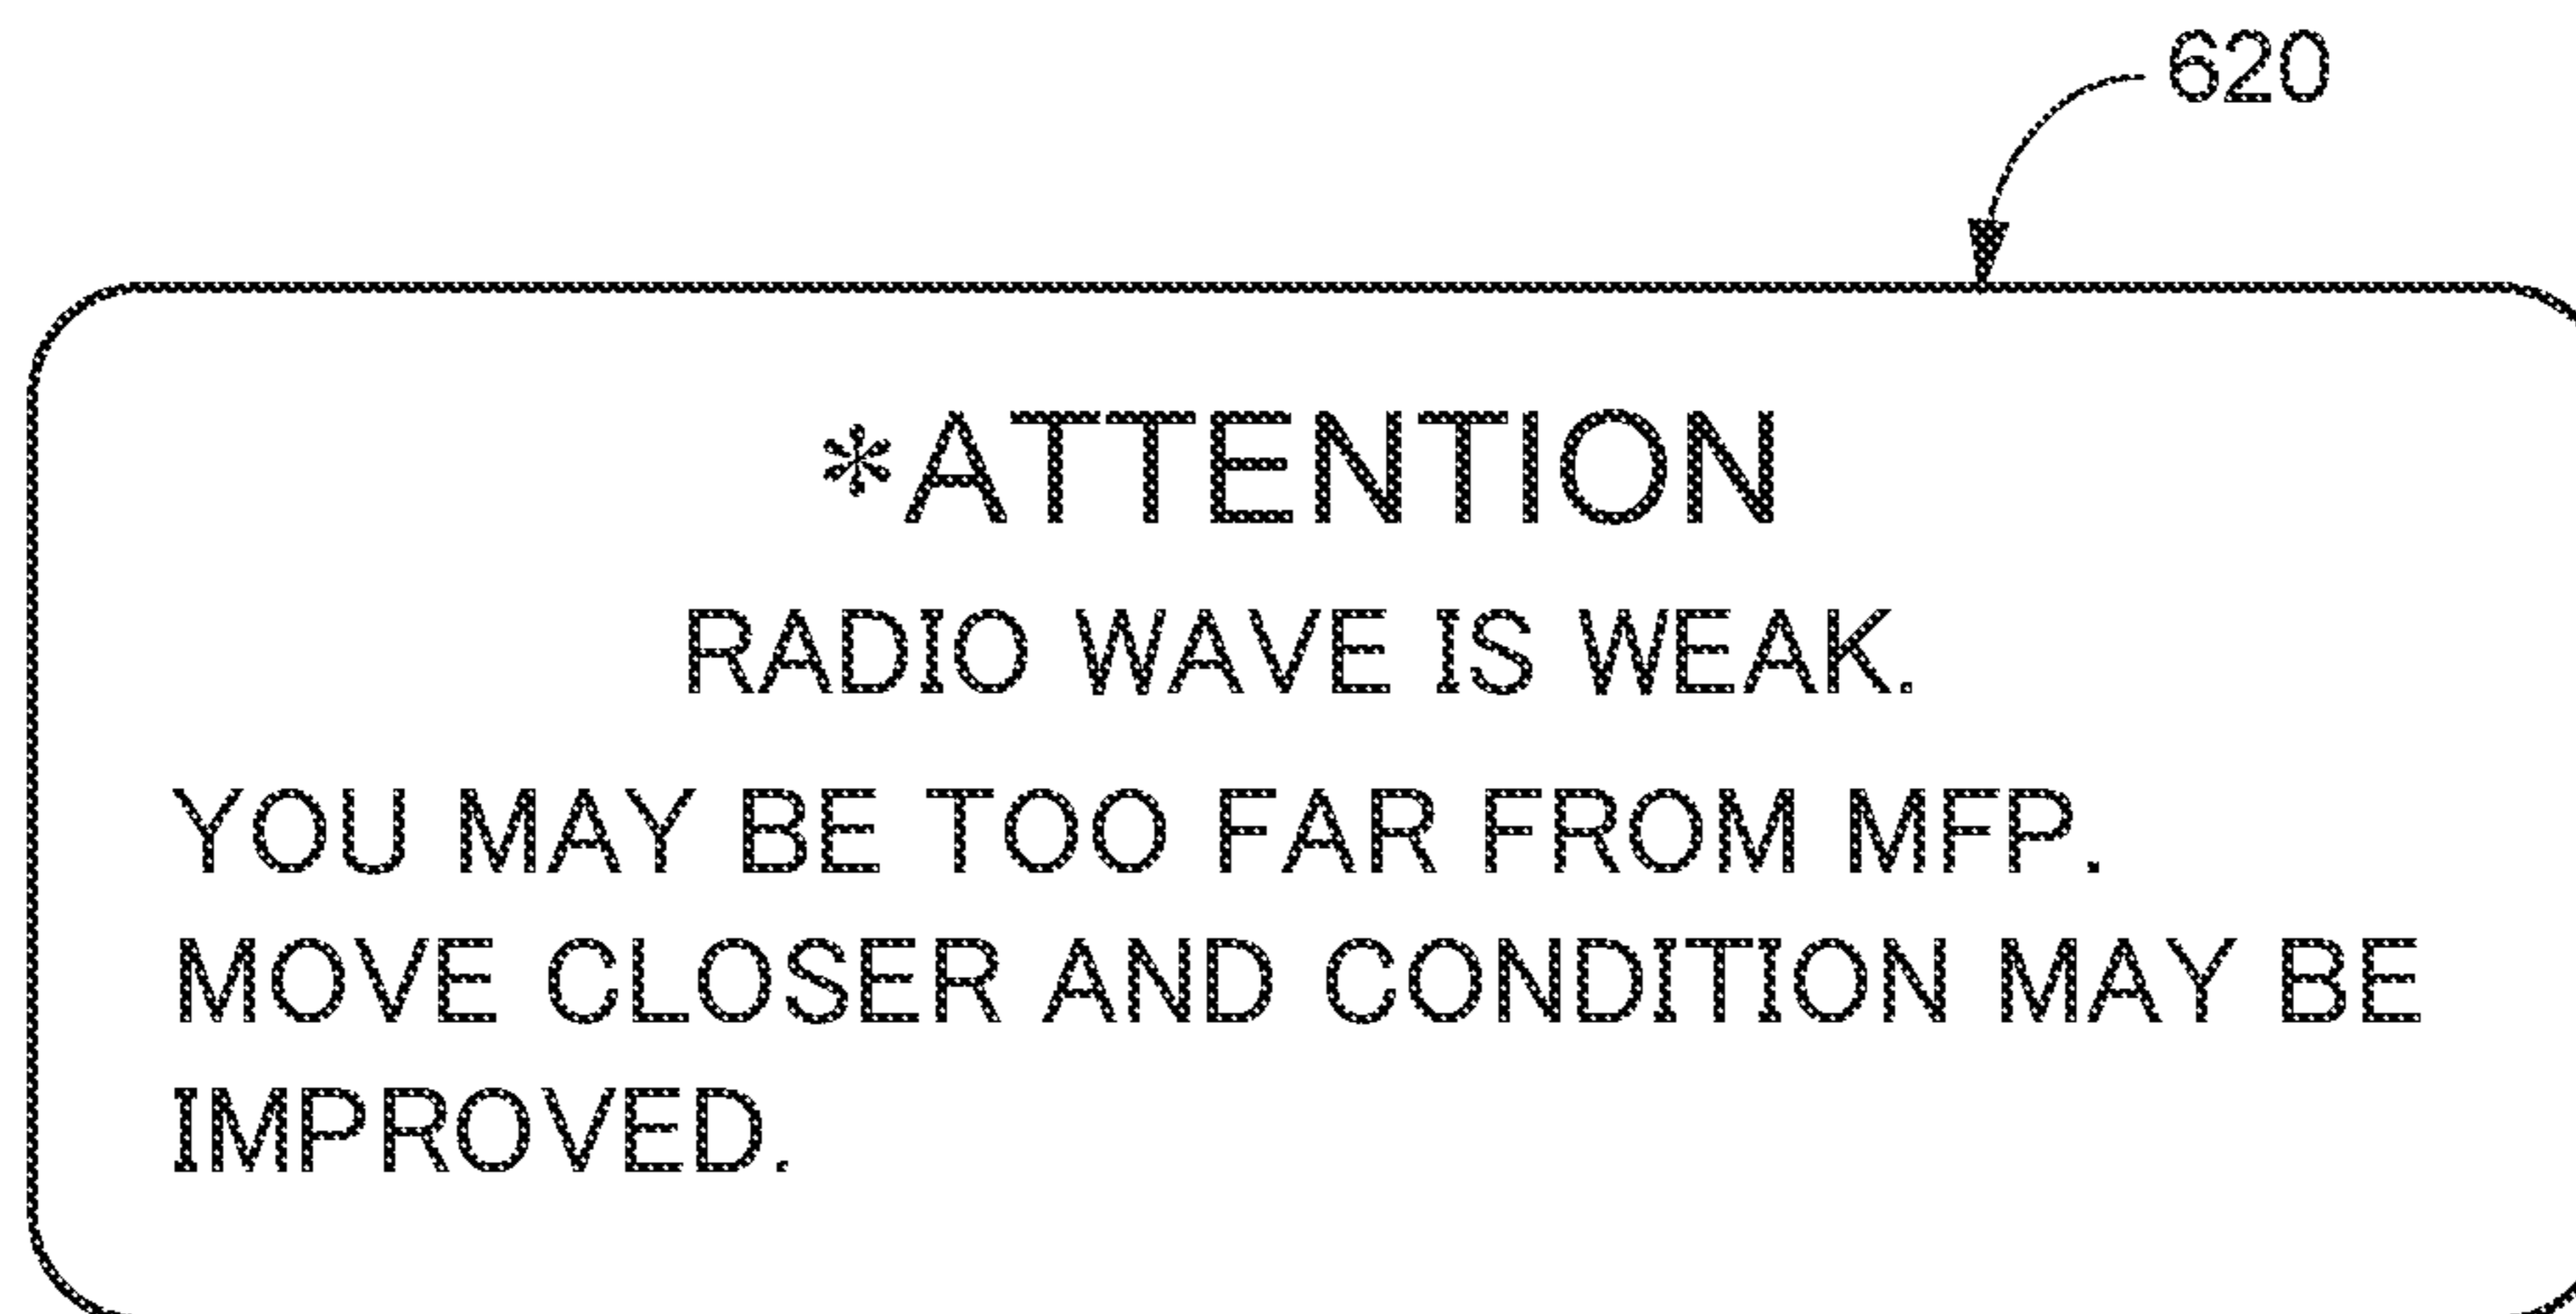 620
*ATTENTION
RADIO WAVE IS WEAK.
YOU MAY BE TOO FAR FROM MFP.
MOVE CLOSER AND CONDITION MAY BE
IMPROVED.